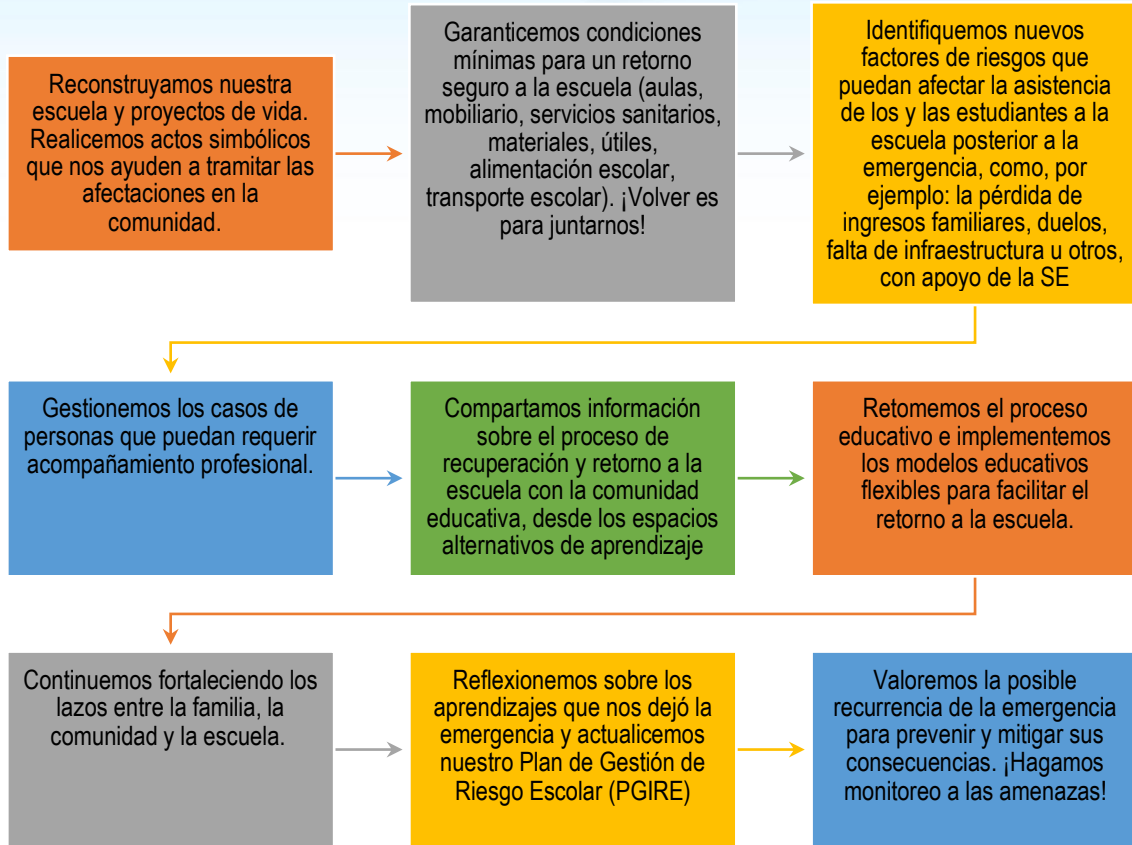 Reconstruyamos nuestra
escuela y proyectos de vida.
Realicemos actos simbólicos
que nos ayuden a tramitar las
afectaciones en la
comunidad.
Garanticemos condiciones
mínimas para un retorno
seguro a la escuela (aulas,
mobiliario, servicios sanitarios,
materiales, útiles,
alimentación escolar,
transporte escolar). ¡Volver es
para juntarnos!
Identifiquemos nuevos
factores de riesgos que
puedan afectar la asistencia
de los y las estudiantes a la
escuela posterior a la
emergencia, como, por
ejemplo: la pérdida de
ingresos familiares, duelos,
falta de infraestructura u otros,
con apoyo de la SE
Gestionemos los casos de
personas que puedan requerir
acompañamiento profesional.
Compartamos información
sobre el proceso de
recuperación y retorno a la
escuela con la comunidad
educativa, desde los espacios
alternativos de aprendizaje
Retomemos el proceso
educativo e implementemos
los modelos educativos
flexibles para facilitar el
retorno a la escuela.
Continuemos fortaleciendo los
lazos entre la familia, la
comunidad y la escuela.
Reflexionemos sobre los
aprendizajes que nos dejó la
emergencia y actualicemos
nuestro Plan de Gestión de
Riesgo Escolar (PGIRE)
Valoremos la posible
recurrencia de la emergencia
para prevenir y mitigar sus
consecuencias. ¡Hagamos
monitoreo a las amenazas!